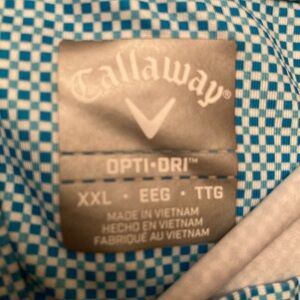 Callaway®
OPTI•DRI™
XXL • EEG • TTG
MADE IN VIETNAM
HECHO EN VIETNAM
FABRIQUÉ AU VIETNAM